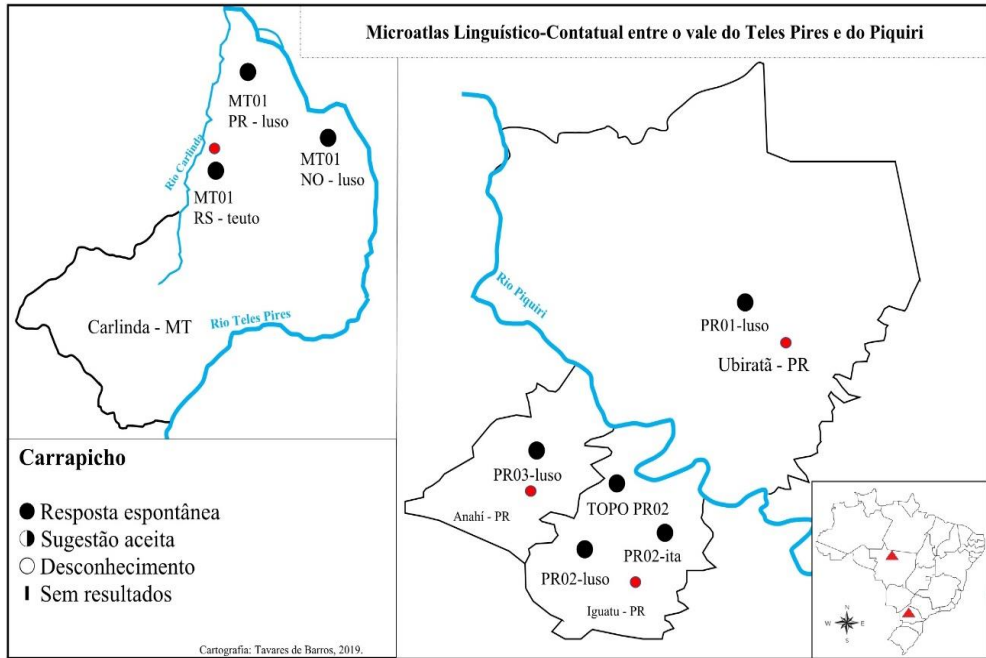 Microatlas Linguístico-Contatual entre o vale do Teles Pires e do Piquiri
MT01
PR - luso
MT01
NO - luso
Rio Carlinda
MT01
RS - teuto
Carlinda - MT
Rio Teles Pires
Rio Piquiri
PR01-luso
Ubiratã - PR
PR03-luso
Anahí - PR
TOPO PR02
PR02-ita
PR02-luso
Iguatu - PR
Carrapicho
Resposta espontânea
Sugestão aceita
Desconhecimento
Sem resultados
Cartografia: Tavares de Barros, 2019.
N
W E
S